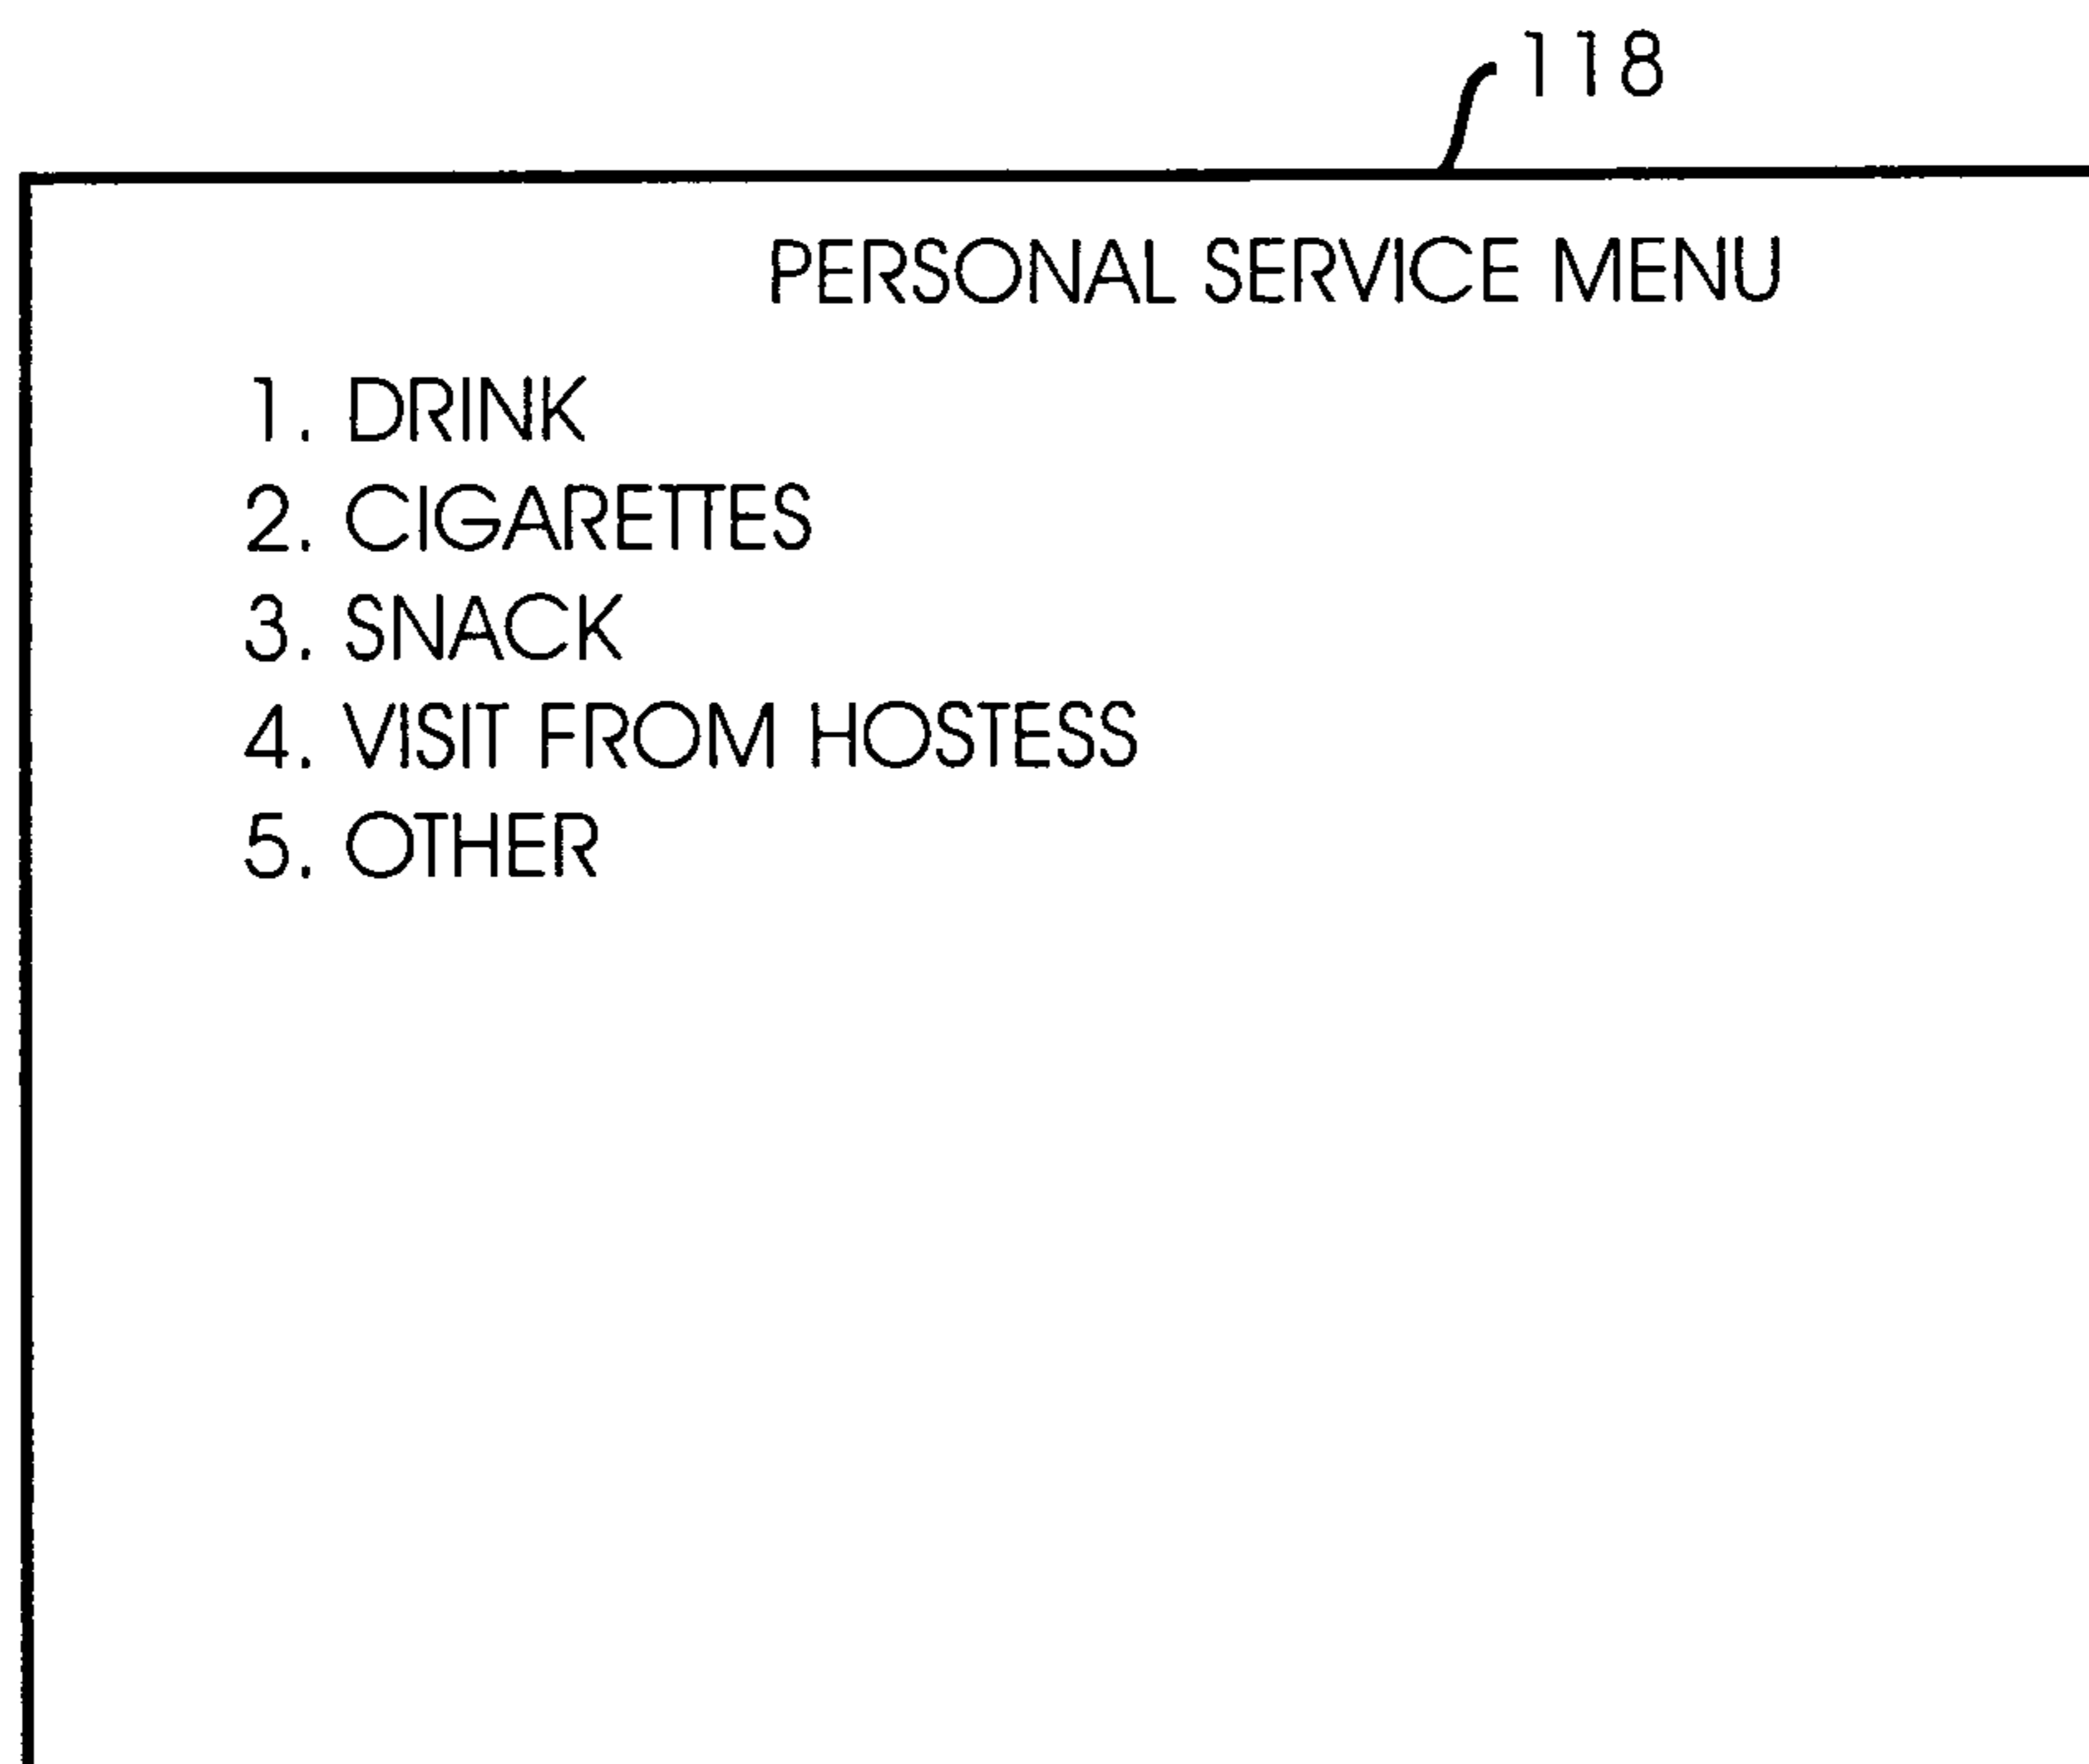 118
PERSONAL SERVICE MENU
1. DRINK
2. CIGARETTES
3. SNACK
4. VISIT FROM HOSTESS
5. OTHER